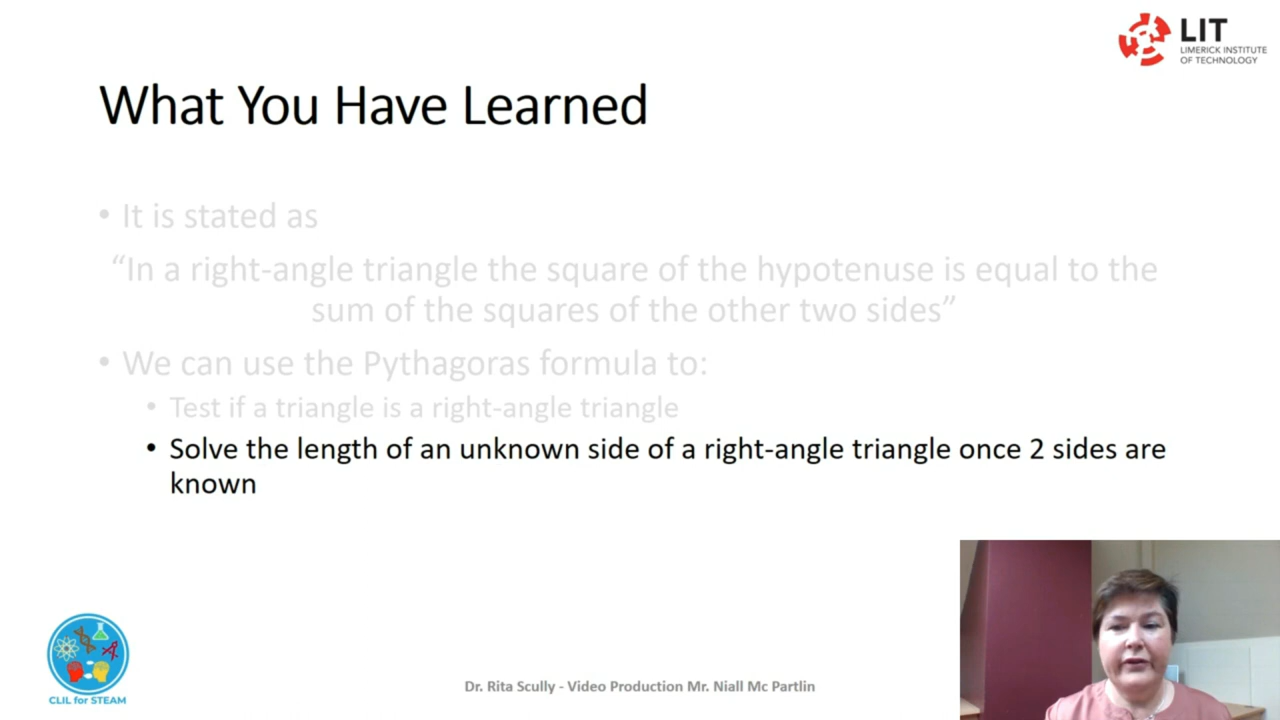 LIT
LIMERICK INSTITUTE
OF TECHNOLOGY
What You Have Learned
• It is stated as
“In a right-angle triangle the square of the hypotenuse is equal to the
sum of the squares of the other two sides”
• We can use the Pythagoras formula to:
• Test if a triangle is a right-angle triangle
• Solve the length of an unknown side of a right-angle triangle once 2 sides are
known
CLIL for STEAM
Dr. Rita Scully - Video Production Mr. Niall Mc Partlin